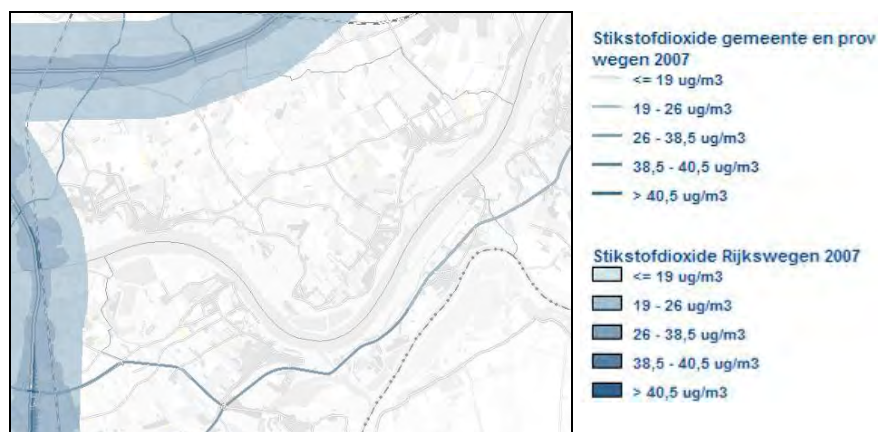 Stikstofdioxide gemeente en prov
wegen 2007
<= 19 ug/m3
19 - 26 ug/m3
26 - 38,5 ug/m3
38,5 - 40,5 ug/m3
> 40,5 ug/m3
Stikstofdioxide Rijkswegen 2007
<= 19 ug/m3
19 - 26 ug/m3
26 - 38,5 ug/m3
38,5 - 40,5 ug/m3
> 40,5 ug/m3